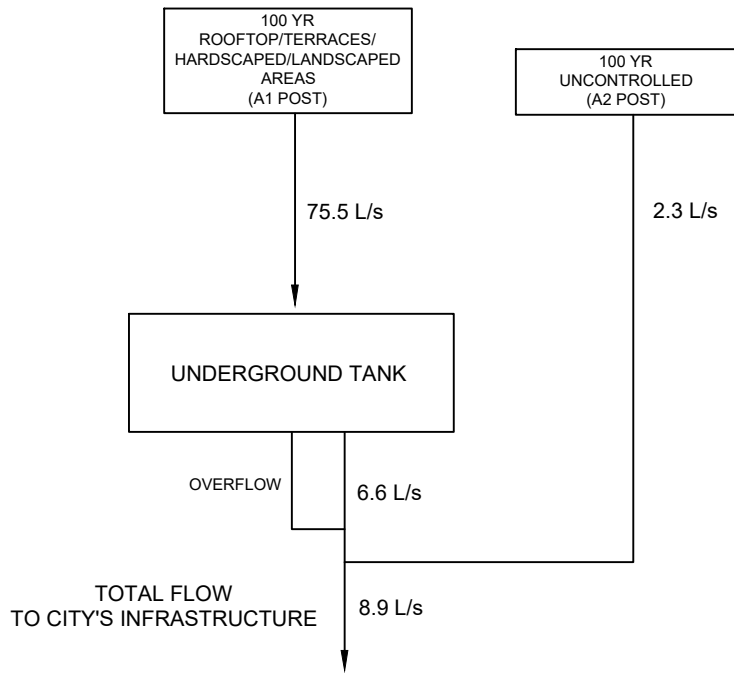 100 YR
ROOFTOP/TERRACES/
HARDSCAPED/LANDSCAPED
AREAS
(A1 POST)
100 YR
UNCONTROLLED
(A2 POST)
75.5 L/s
2.3 L/s
UNDERGROUND TANK
OVERFLOW
6.6 L/s
TOTAL FLOW
TO CITY'S INFRASTRUCTURE
8.9 L/s